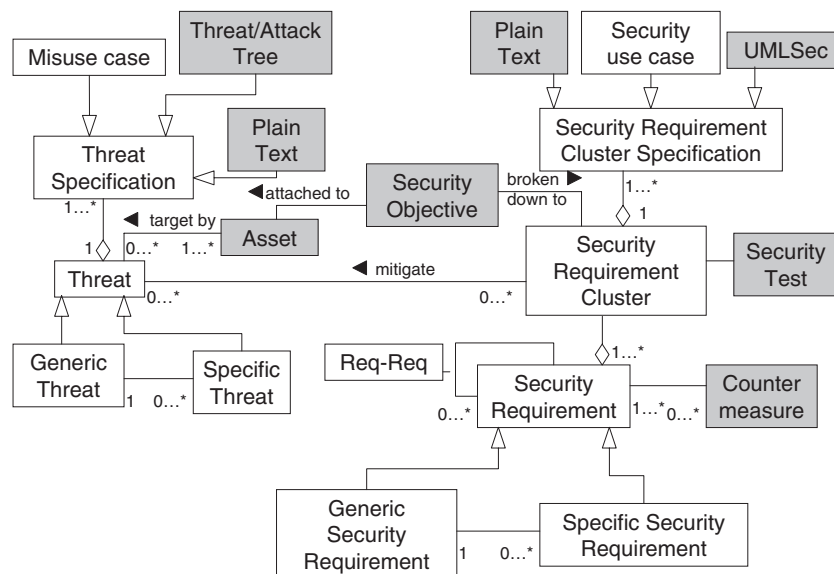 Misuse case
Threat/Attack
Tree
Plain
Text
Security
use case
UMLSec
Threat
Specification
Plain
Text
Security Requirement
Cluster Specification
1...*
attached to
Security
Objective
broken
down to
1...*
1
target by
1
0...*
1...*
Asset
Threat
mitigate
0...*
0...*
Security
Requirement
Cluster
Security
Test
Generic
Threat
1
0...*
Specific
Threat
Req-Req
1...*
0...*
Security
Requirement
1...*
0...*
Counter
measure
Generic
Security
Requirement
1
0...*
Specific Security
Requirement